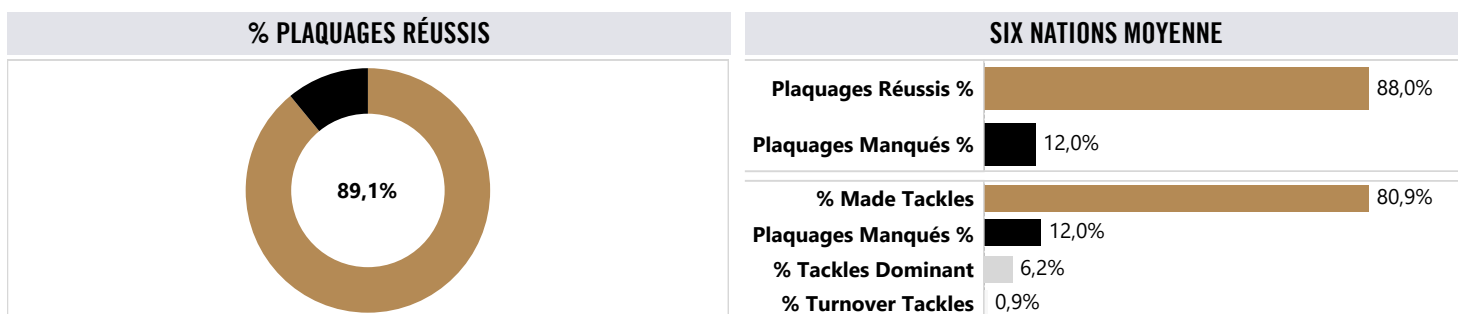 % PLAQUAGES RÉUSSIS
89,1%
SIX NATIONS MOYENNE
Plaquages Réussis % 88,0%
Plaquages Manqués % 12,0%
% Made Tackles 80,9%
Plaquages Manqués % 12,0%
% Tackles Dominant 6,2%
% Turnover Tackles 0,9%